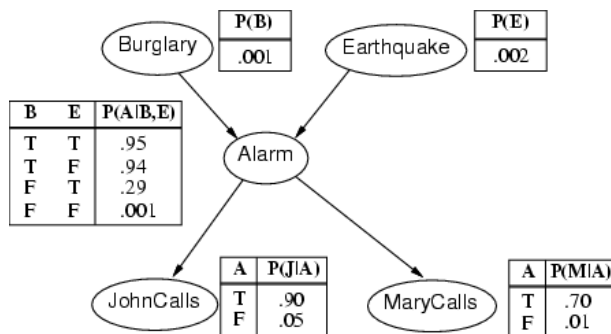 Burglary
P(B)
.001
Earthquake
P(E)
.002
B E P(A|B,E)
T T .95
T F .94
F T .29
F F .001
Alarm
JohnCalls
A P(J|A)
T .90
F .05
MaryCalls
A P(M|A)
T .70
F .01